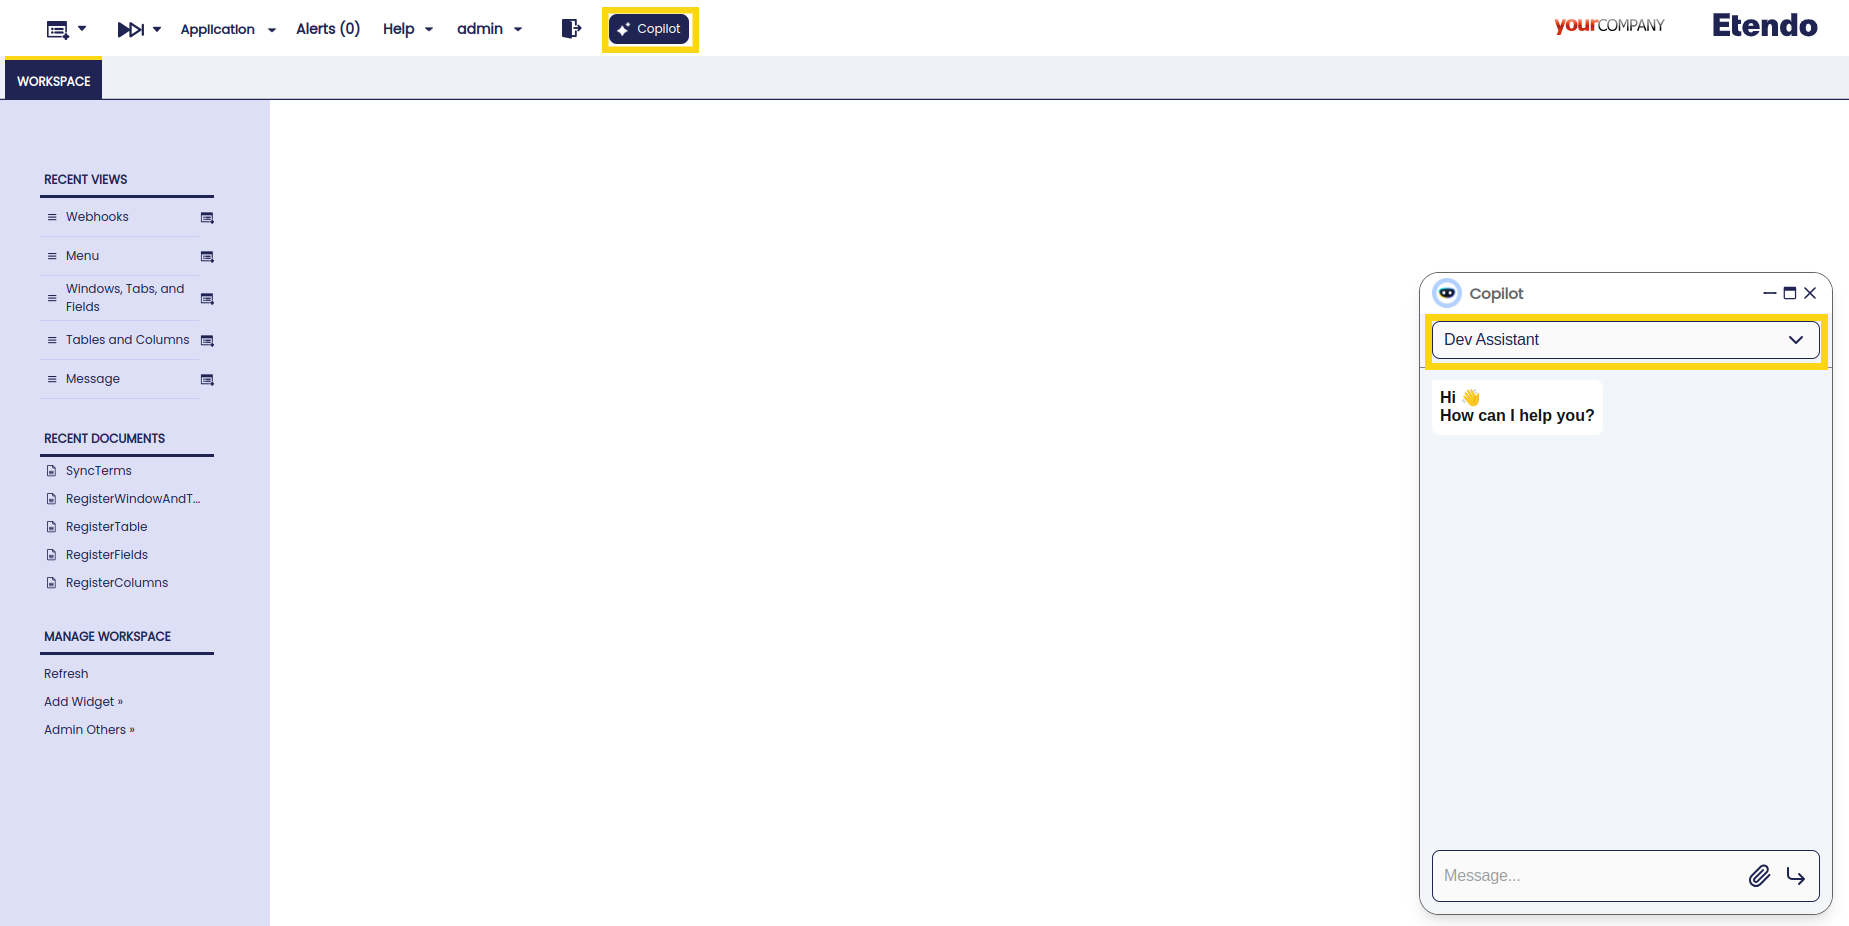 Application
Alerts (0)
Help
admin
Copilot
yourCOMPANY
Etendo
WORKSPACE
RECENT VIEWS
Webhooks
Menu
Windows, Tabs, and
Fields
Tables and Columns
Message
RECENT DOCUMENTS
SyncTerms
RegisterWindowAndT...
RegisterTable
RegisterFields
RegisterColumns
MANAGE WORKSPACE
Refresh
Add Widget »
Admin Others »
Copilot
Dev Assistant
Hi 👋
How can I help you?
Message...